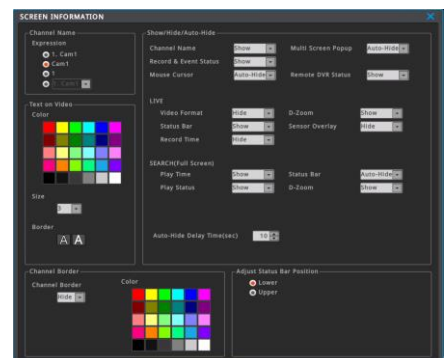 SCREEN INFORMATION
Channel Name
Expression
1. Cam1
Cam1
1
1. Cam1
Text on Video
Color
Size
3
Border
A A
Show/Hide/Auto-Hide
Channel Name Show Multi Screen Popup Auto-Hide
Record & Event Status Show
Mouse Cursor Auto-Hide Remote DVR Status Show
LIVE
Video Format Hide D-Zoom Show
Status Bar Show Sensor Overlay Hide
Record Time Hide
SEARCH(Full Screen)
Play Time Show Status Bar Auto-Hide
Play Status Show D-Zoom Show
Auto-Hide Delay Time(sec) 10
Channel Border
Channel Border
Hide
Color
Adjust Status Bar Position
Lower
Upper